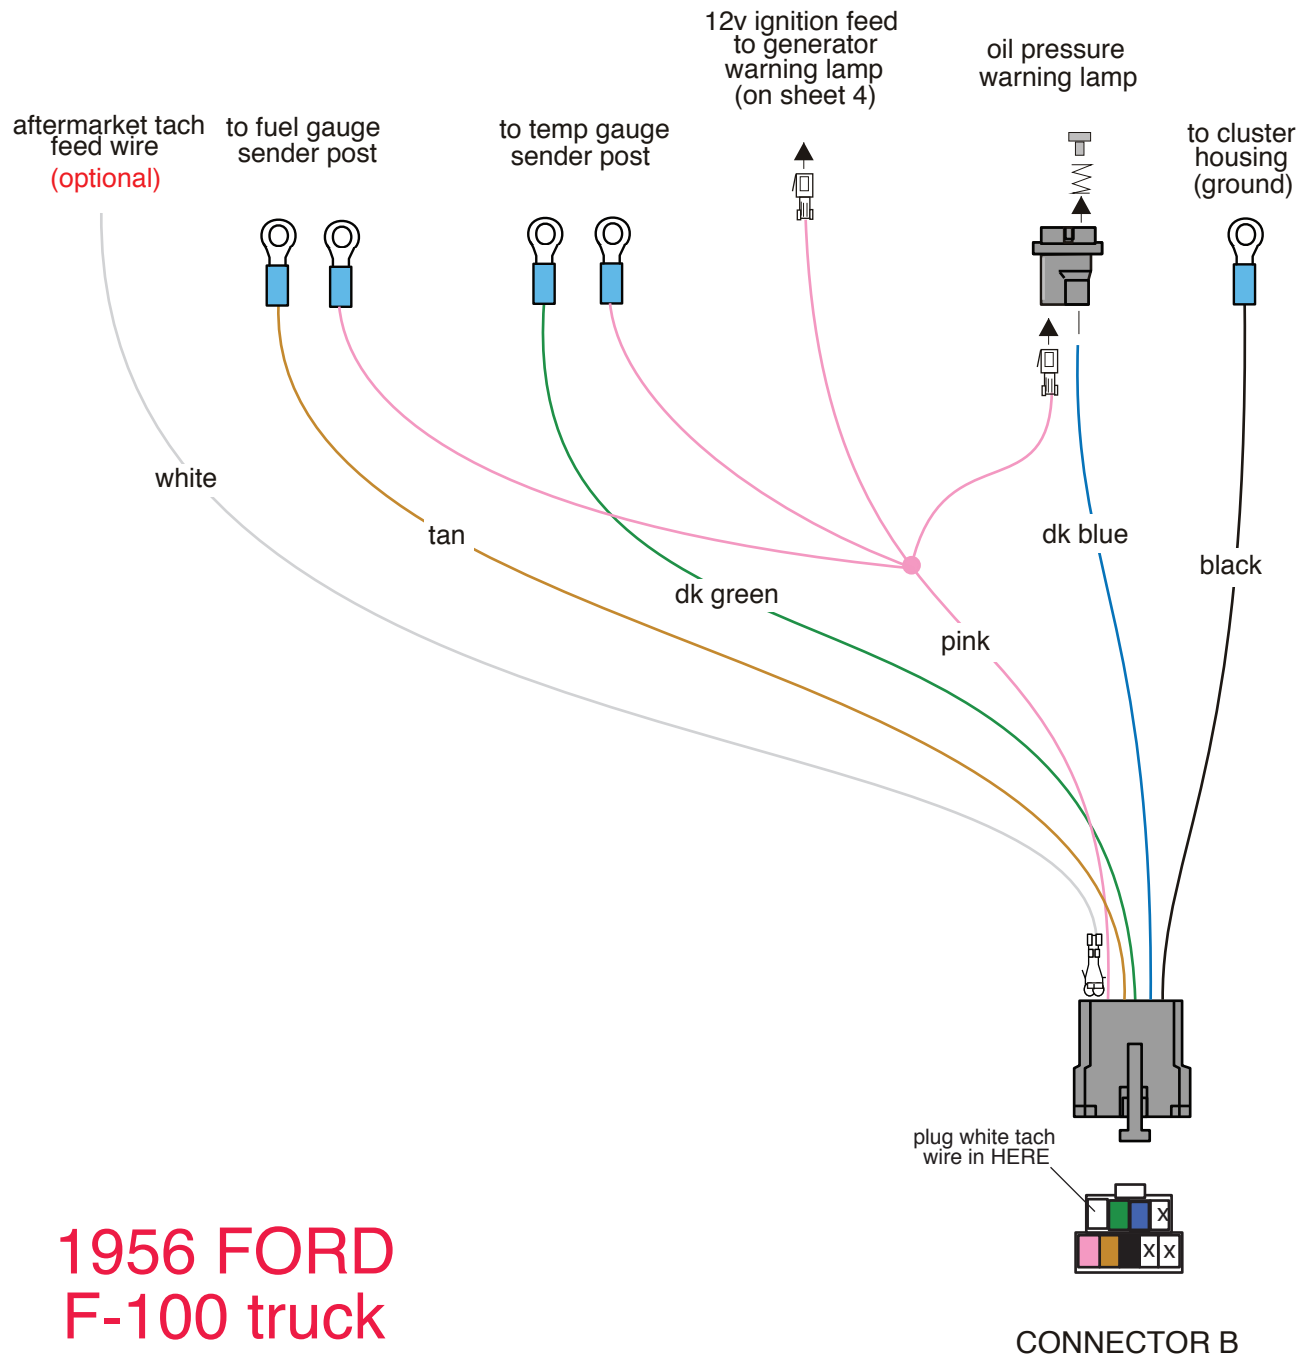 12v ignition feed
to generator
warning lamp
(on sheet 4)
oil pressure
warning lamp
aftermarket tach
feed wire
(optional)
to fuel gauge
sender post
to temp gauge
sender post
to cluster
housing
(ground)
white
tan
dk green
pink
dk blue
black
plug white tach
wire in HERE
X
X X
1956 FORD
F-100 truck
CONNECTOR B